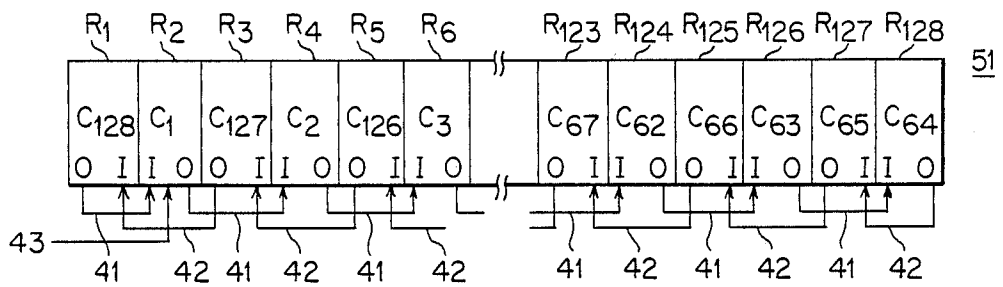 R1 R2 R3 R4 R5 R6 R123 R124 R125 R126 R127 R128
51
C128 C1 C127 C2 C126 C3 C67 C62 C66 C63 C65 C64
O I I O O I I O O I I O O I I O O I I O O I I O
43 41 42 41 42 41 42 41 42 41 42 41 42